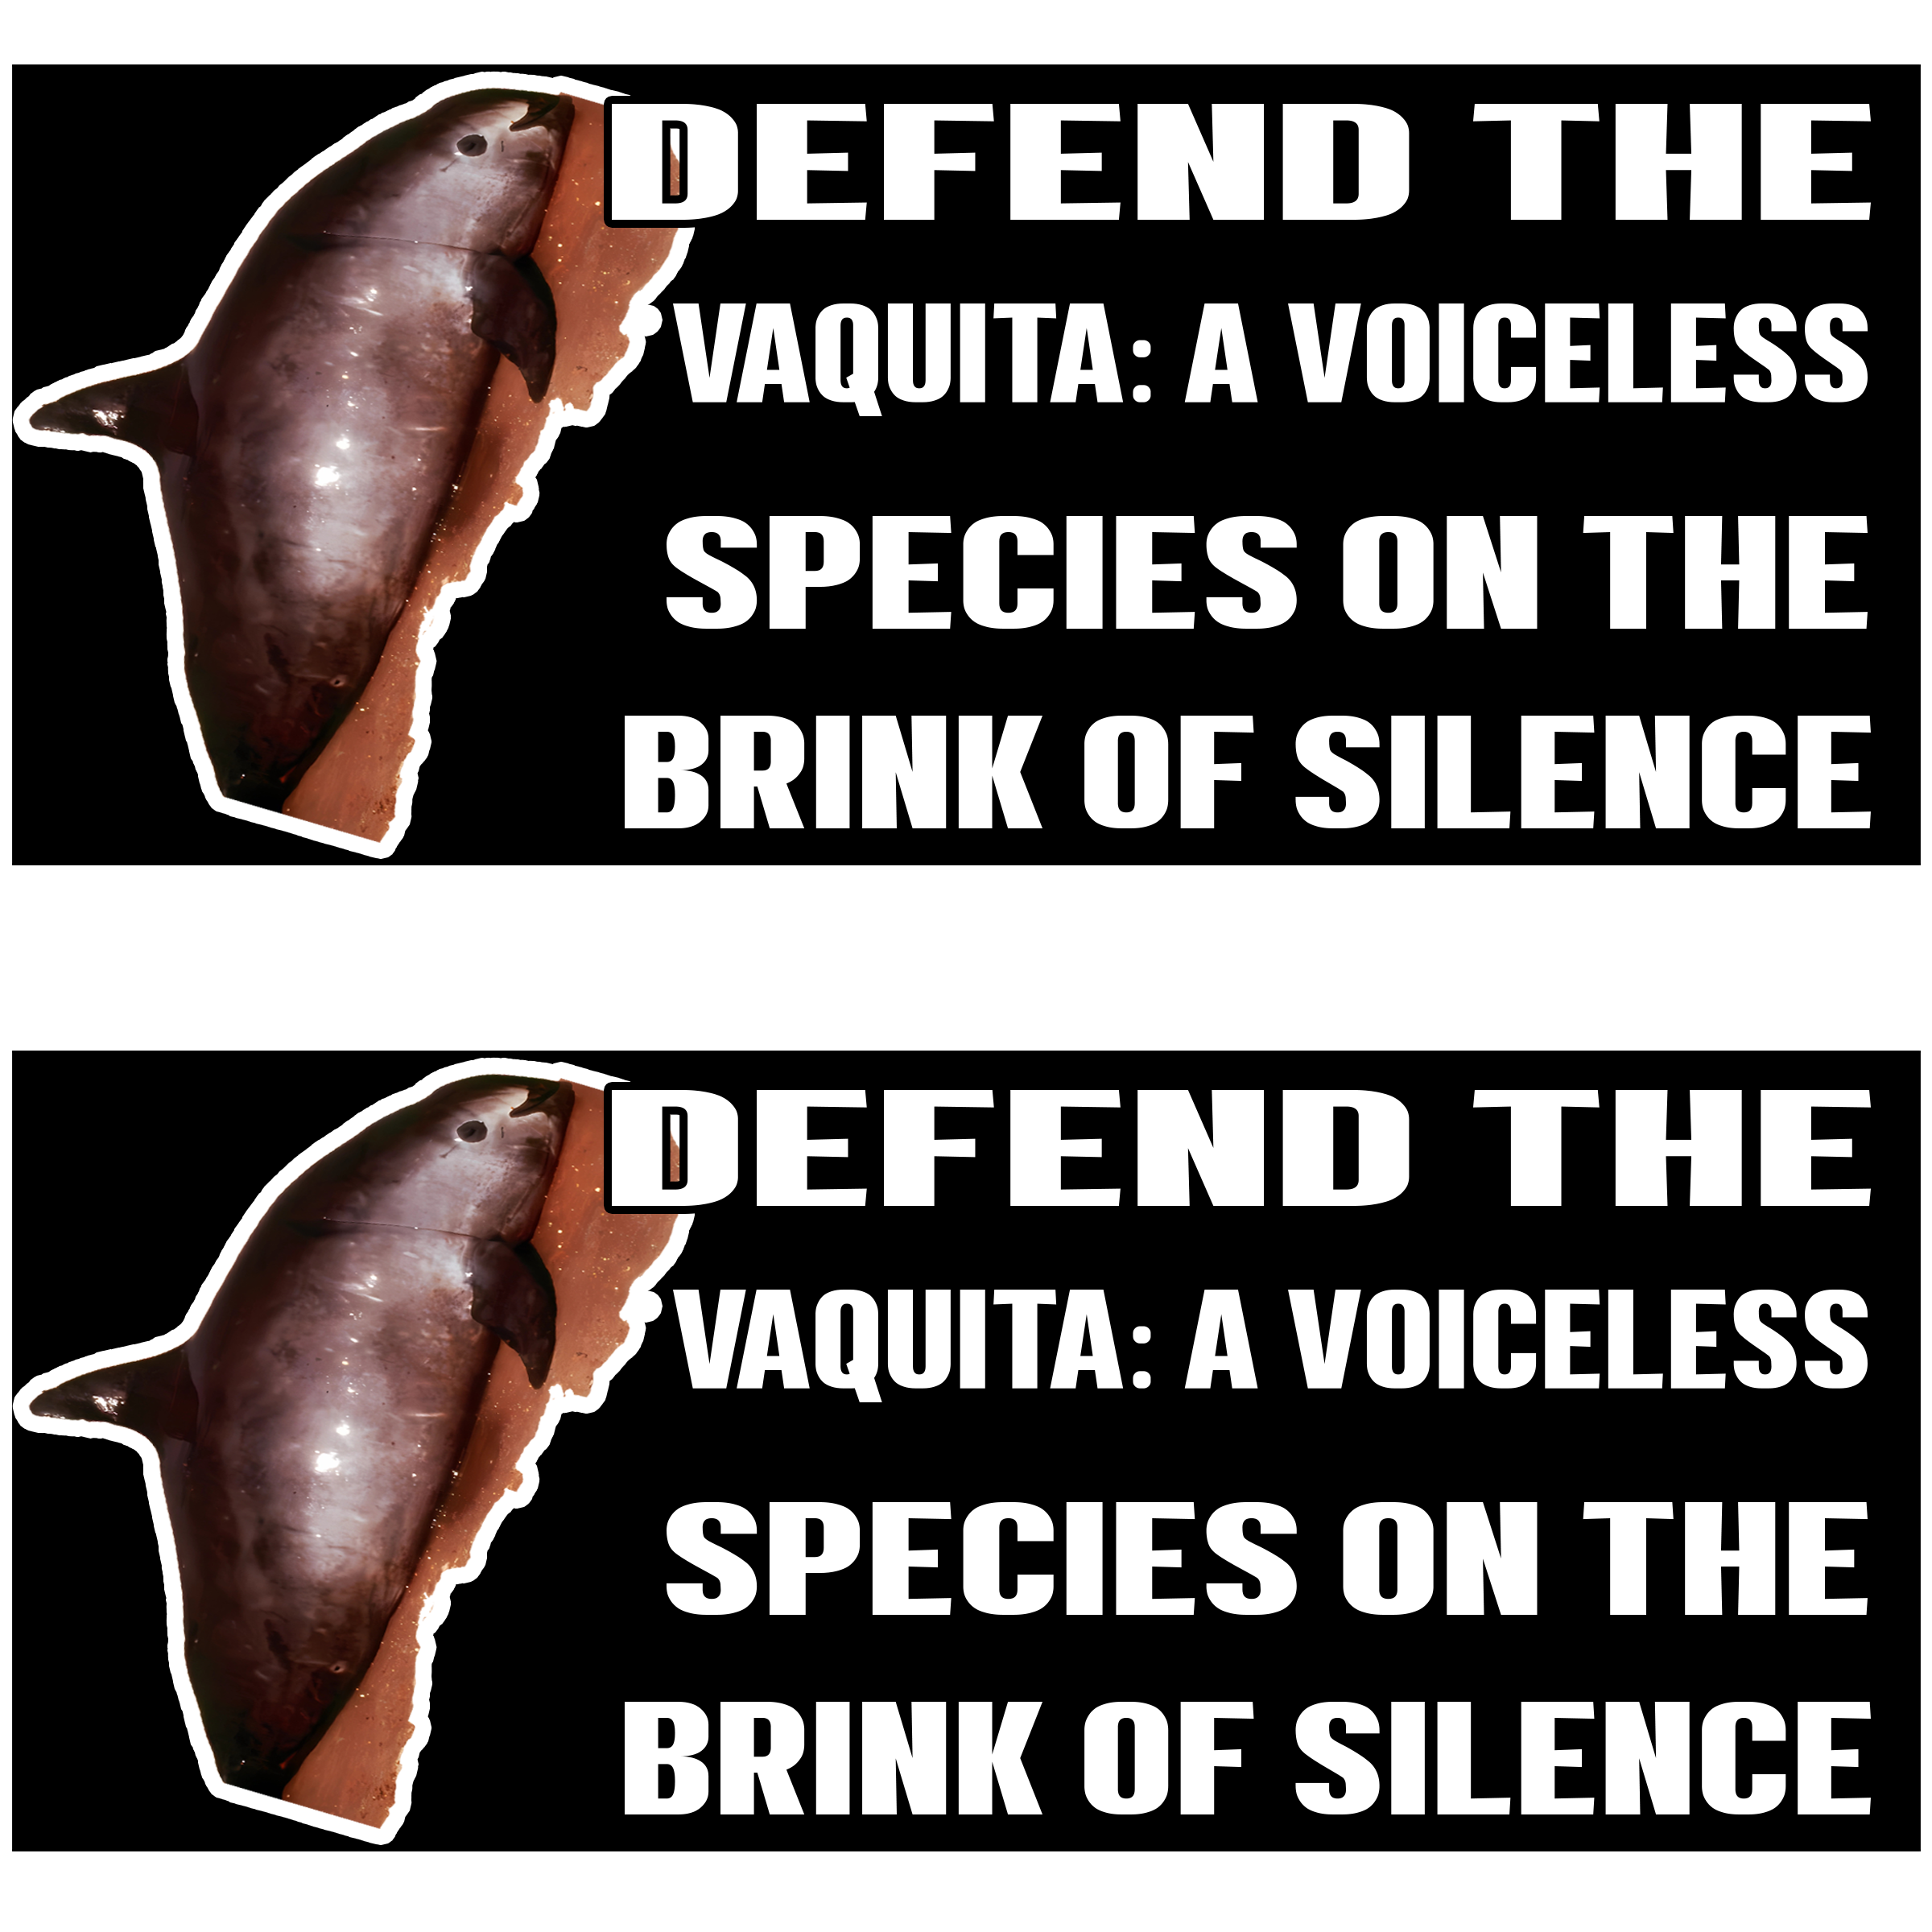 DEFEND THE
VAQUITA: A VOICELESS
SPECIES ON THE
BRINK OF SILENCE
DEFEND THE
VAQUITA: A VOICELESS
SPECIES ON THE
BRINK OF SILENCE